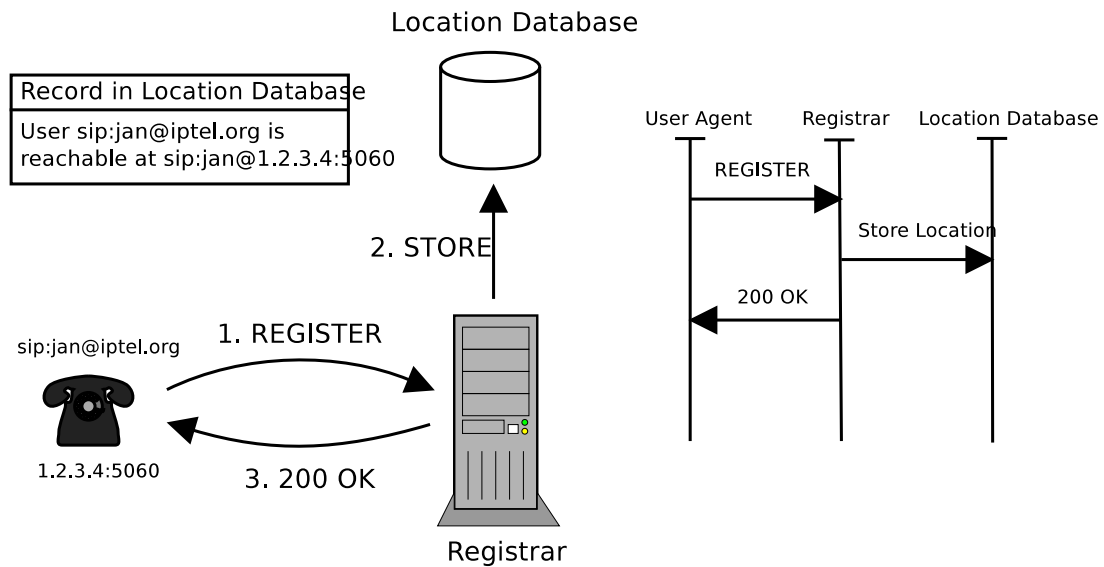 Location Database
Record in Location Database
User sip:jan@iptel.org is
reachable at sip:jan@1.2.3.4:5060
2. STORE
1. REGISTER
sip:jan@iptel.org
1.2.3.4:5060
3. 200 OK
Registrar
User Agent
Registrar
Location Database
REGISTER
Store Location
200 OK